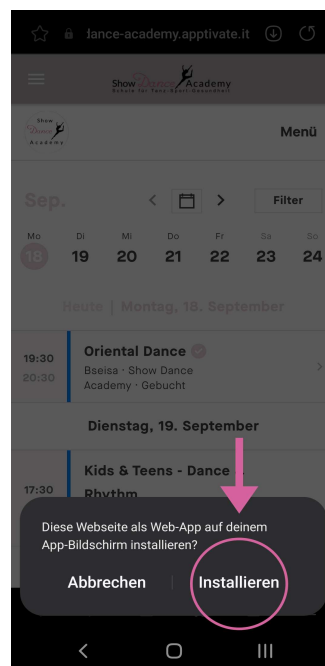 dance-academy.apptivate.it
Show Dance Academy
Schule für Tanz-Sport-Gesundheit
Show
Dance
Academy
Menü
Sep.
Filter
Mo Di Mi Do Fr Sa So
18 19 20 21 22 23 24
Heute | Montag, 18. September
19:30
20:30
Oriental Dance
Bseisa · Show Dance
Academy · Gebucht
Dienstag, 19. September
17:30
Kids & Teens - Dance
Rhythm
Diese Webseite als Web-App auf deinem
App-Bildschirm installieren?
Abbrechen
Installieren